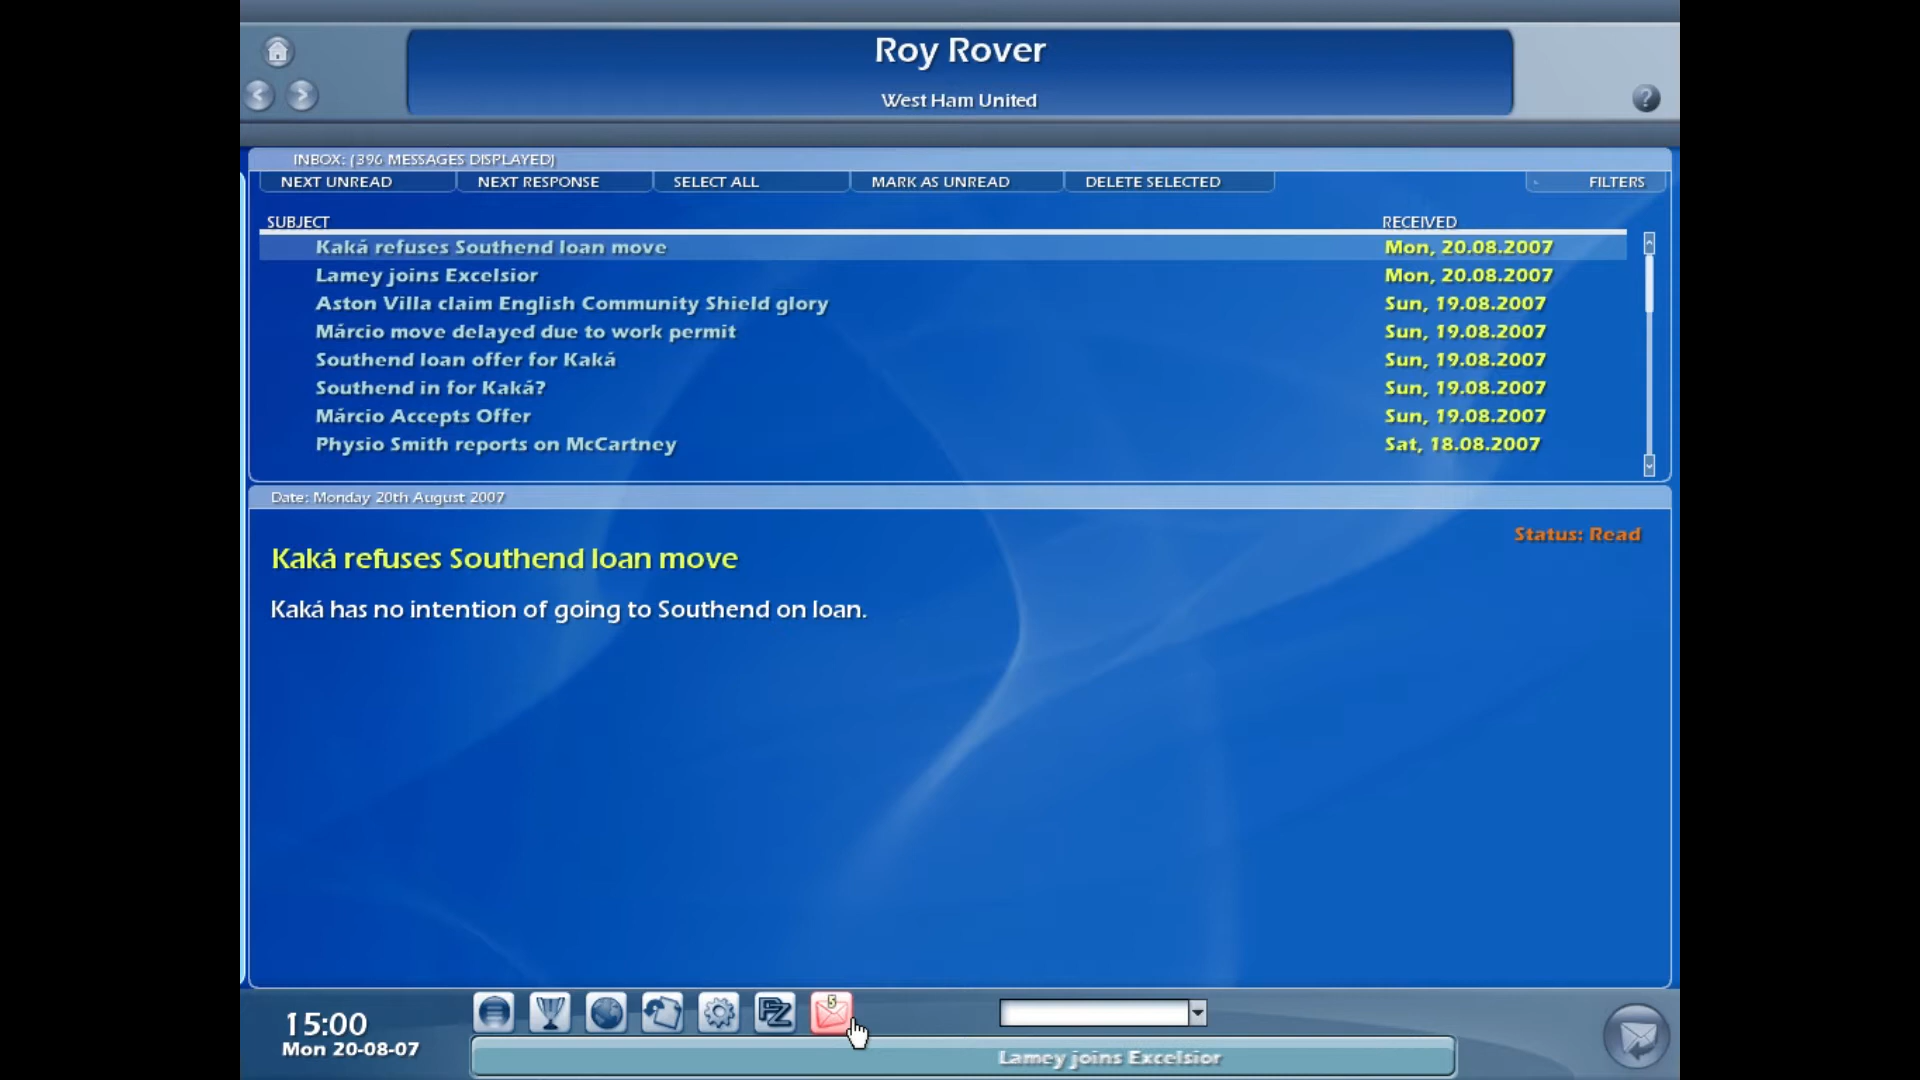 Roy Rover
West Ham United
?
INBOX: (396 MESSAGES DISPLAYED)
NEXT UNREAD NEXT RESPONSE SELECT ALL MARK AS UNREAD DELETE SELECTED FILTERS
SUBJECT RECEIVED
Kaká refuses Southend loan move Mon, 20.08.2007
Lamey joins Excelsior Mon, 20.08.2007
Aston Villa claim English Community Shield glory Sun, 19.08.2007
Márcio move delayed due to work permit Sun, 19.08.2007
Southend loan offer for Kaká Sun, 19.08.2007
Southend in for Kaká? Sun, 19.08.2007
Márcio Accepts Offer Sun, 19.08.2007
Physio Smith reports on McCartney Sat, 18.08.2007
Date: Monday 20th August 2007
Status: Read
Kaká refuses Southend loan move
Kaká has no intention of going to Southend on loan.
PZ 5
15:00
Mon 20-08-07
Lamey joins Excelsior